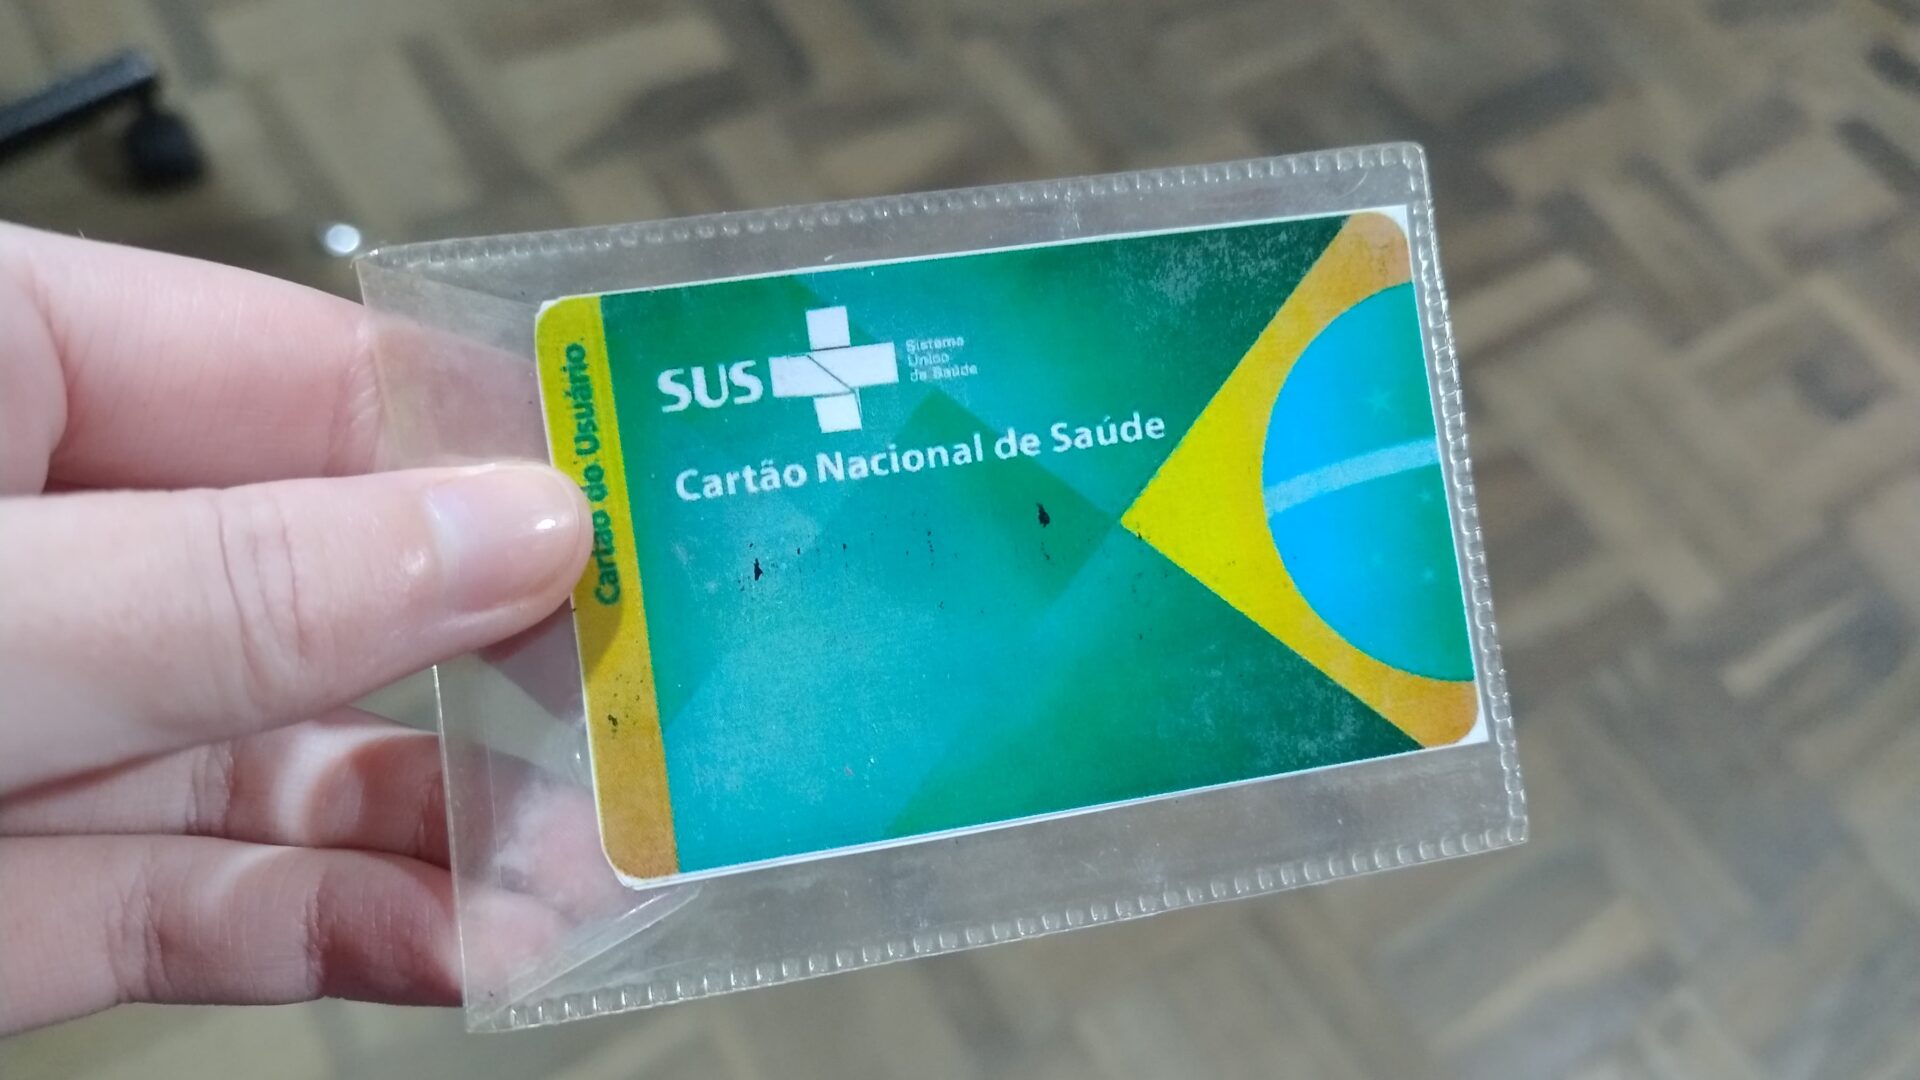 Cartão do Usuário
SUS
Sistema
Único
de Saúde
Cartão Nacional de Saúde